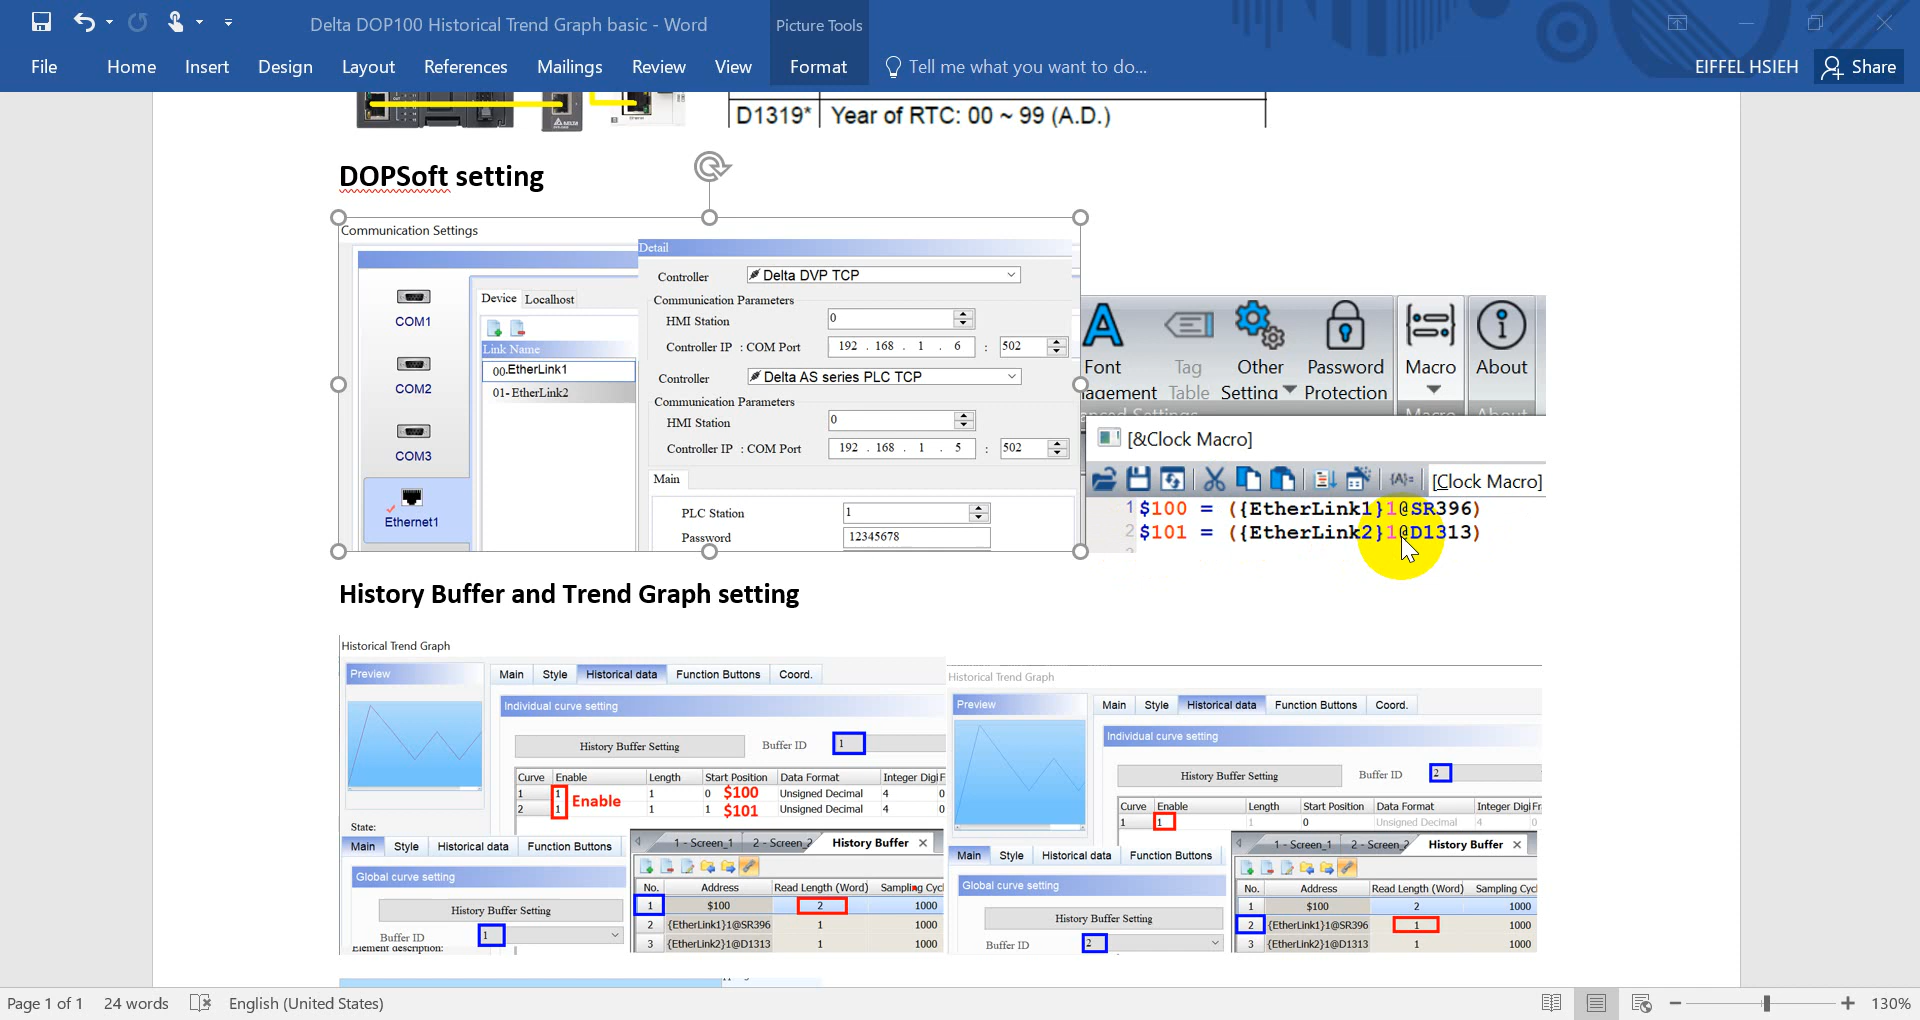 Delta DOP100 Historical Trend Graph basic - Word
Picture Tools
File Home Insert Design Layout References Mailings Review View Format Tell me what you want to do...
EIFFEL HSIEH Share
D1319* Year of RTC: 00 ~ 99 (A.D.)
DOPSoft setting
Communication Settings
Detail
Controller Delta DVP TCP
Communication Parameters
HMI Station 0
Controller IP : COM Port 192 . 168 . 1 . 6 : 502
Controller Delta AS series PLC TCP
Communication Parameters
HMI Station 0
Controller IP : COM Port 192 . 168 . 1 . 5 : 502
Main
PLC Station 1
Password 12345678
COM1
COM2
COM3
Ethernet1
Device Localhost
Link Name
00-EtherLink1
01- EtherLink2
Font
Tag
Table
Other
Setting
Password
Protection
Macro
About
[&Clock Macro]
[Clock Macro]
1 $100 = ({EtherLink1}1@SR396)
2 $101 = ({EtherLink2}1@D1313)
History Buffer and Trend Graph setting
Historical Trend Graph
Preview
Main Style Historical data Function Buttons Coord.
Individual curve setting
History Buffer Setting Buffer ID 1
Curve Enable Length Start Position Data Format Integer Digi
1 1 1 0 $100 Unsigned Decimal 4 0
2 1 1 1 $101 Unsigned Decimal 4 0
Enable
State:
Main Style Historical data Function Buttons
Global curve setting
History Buffer Setting
Buffer ID 1
Element description:
1 - Screen_1 2 - Screen_2 History Buffer
No. Address Read Length (Word) Sampling Cycl
1 $100 2 1000
2 {EtherLink1}1@SR396 1 1000
3 {EtherLink2}1@D1313 1 1000
Historical Trend Graph
Preview
Main Style Historical data Function Buttons Coord.
Individual curve setting
History Buffer Setting Buffer ID 2
Curve Enable Length Start Position Data Format Integer Digi
1 1 1 0 Unsigned Decimal 4 0
Main Style Historical data Function Buttons
Global curve setting
History Buffer Setting
Buffer ID 2
1 - Screen_1 2 - Screen_2 History Buffer
No. Address Read Length (Word) Sampling Cyc
1 $100 2 1000
2 {EtherLink1}1@SR396 1 1000
3 {EtherLink2}1@D1313 1 1000
Page 1 of 1 24 words English (United States) 130%